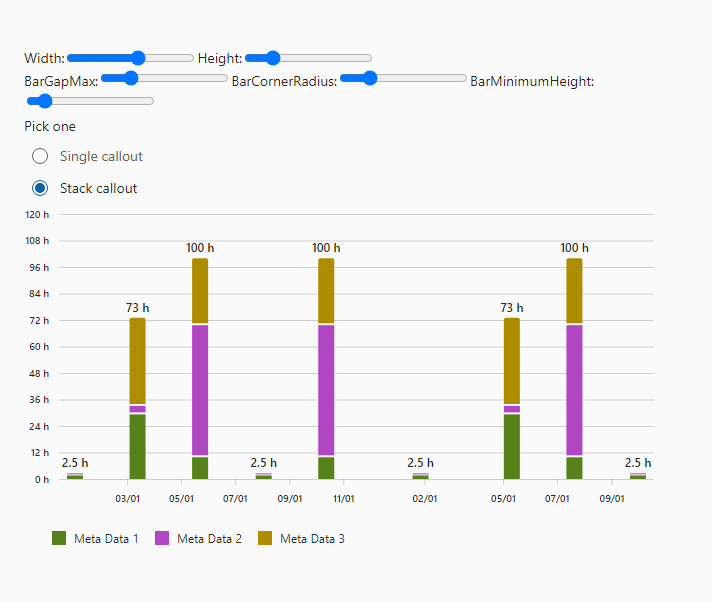 Width: Height:
BarGapMax: BarCornerRadius: BarMinimumHeight:
Pick one
Single callout
Stack callout
120 h
108 h
100 h 100 h 100 h
96 h
84 h
73 h 73 h
72 h
60 h
48 h
36 h
24 h
12 h
2.5 h 2.5 h 2.5 h 2.5 h
0 h
03/01 05/01 07/01 09/01 11/01 02/01 05/01 07/01 09/01
Meta Data 1 Meta Data 2 Meta Data 3